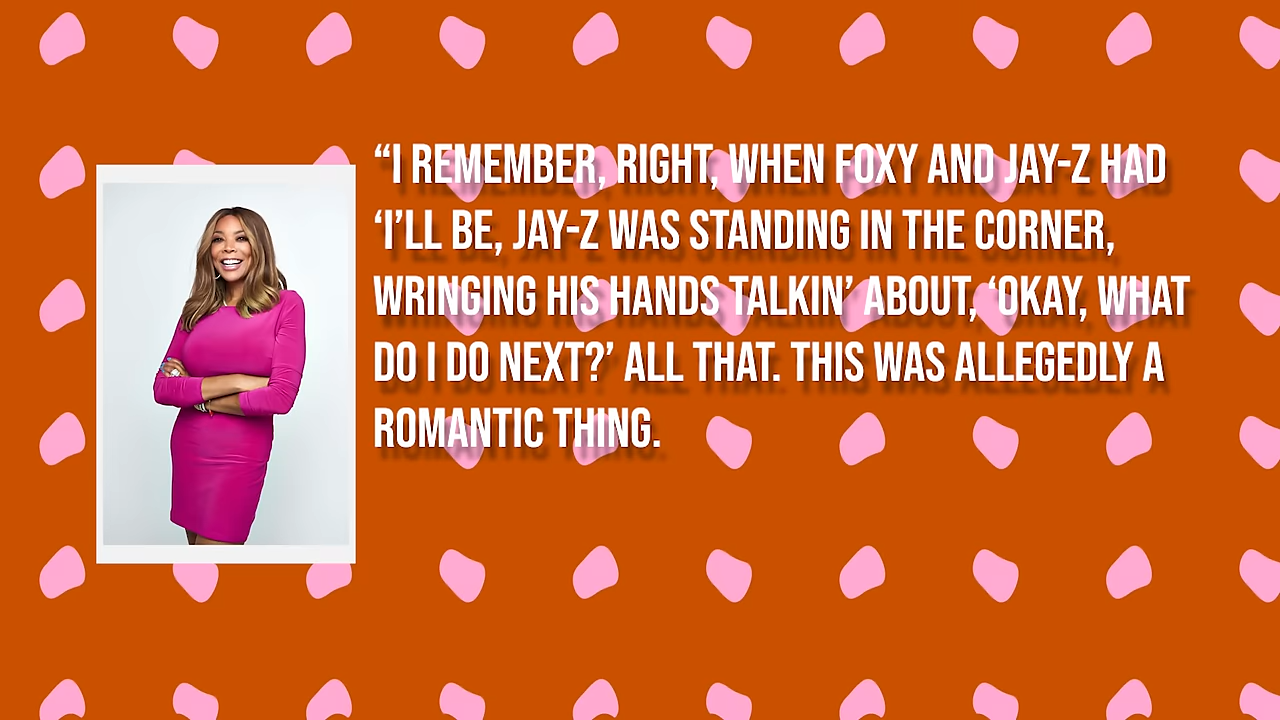 “I REMEMBER, RIGHT, WHEN FOXY AND JAY-Z HAD
‘I’LL BE, JAY-Z WAS STANDING IN THE CORNER,
WRINGING HIS HANDS TALKIN’ ABOUT, ‘OKAY, WHAT
DO I DO NEXT?’ ALL THAT. THIS WAS ALLEGEDLY A
ROMANTIC THING.